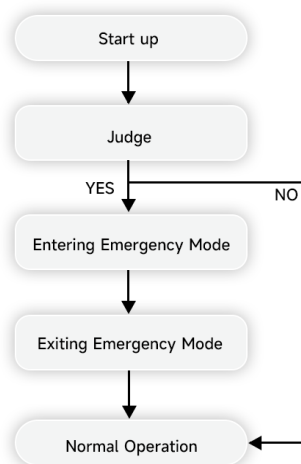 Start up
Judge
YES
NO
Entering Emergency Mode
Exiting Emergency Mode
Normal Operation